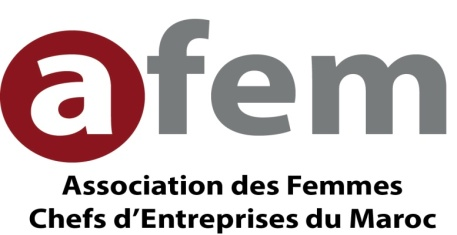 afem
Association des Femmes
Chefs d'Entreprises du Maroc